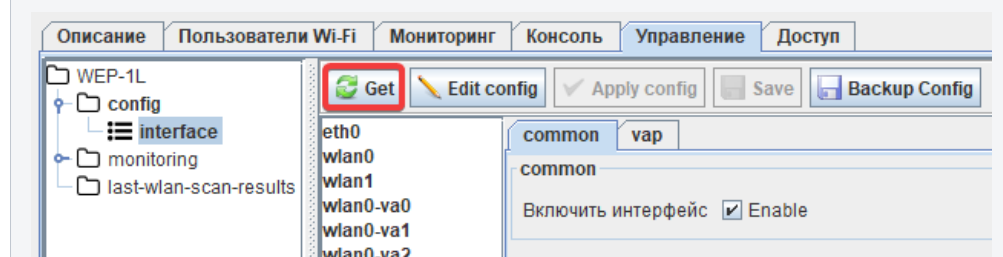 Описание Пользователи Wi-Fi Мониторинг Консоль Управление Доступ
WEP-1L
config
interface
monitoring
last-wlan-scan-results
Get Edit config Apply config Save Backup Config
eth0
wlan0
wlan1
wlan0-va0
wlan0-va1
wlan0-va2
common vap
common
Включить интерфейс Enable